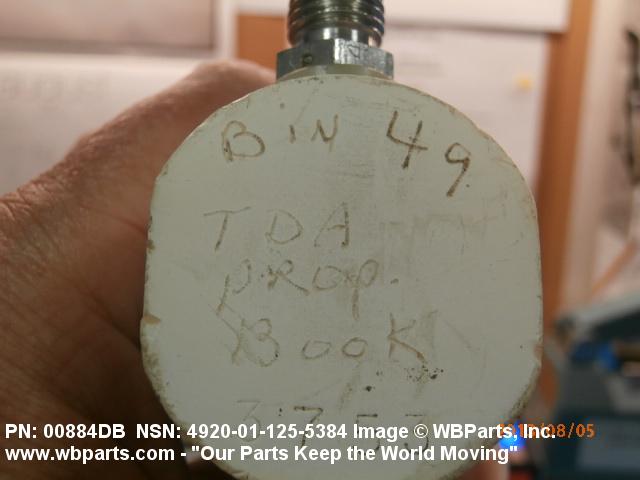 BiN 49
TDA
PROP.
BOOK
3753
PN: 00884DB NSN: 4920-01-125-5384 Image © WBParts, Inc.
www.wbparts.com - "Our Parts Keep the World Moving"